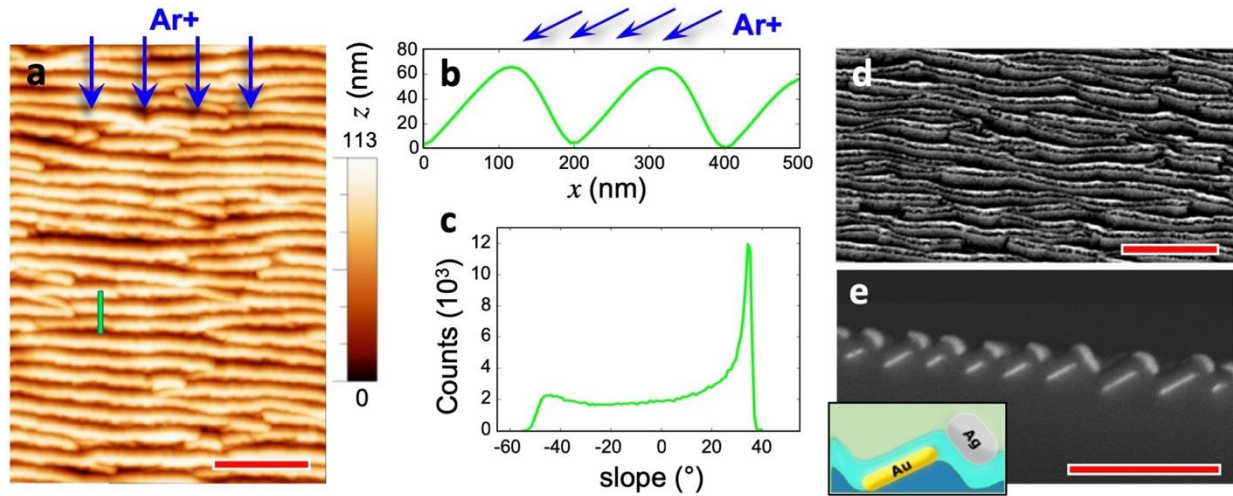 Ar+
a
113
0
Ar+
b
z (nm)
80
60
40
20
0
0 100 200 300 400 500
x (nm)
c
Counts (10³)
12
10
8
6
4
2
0
-60 -40 -20 0 20 40
slope (°)
d
e
Au
Ag